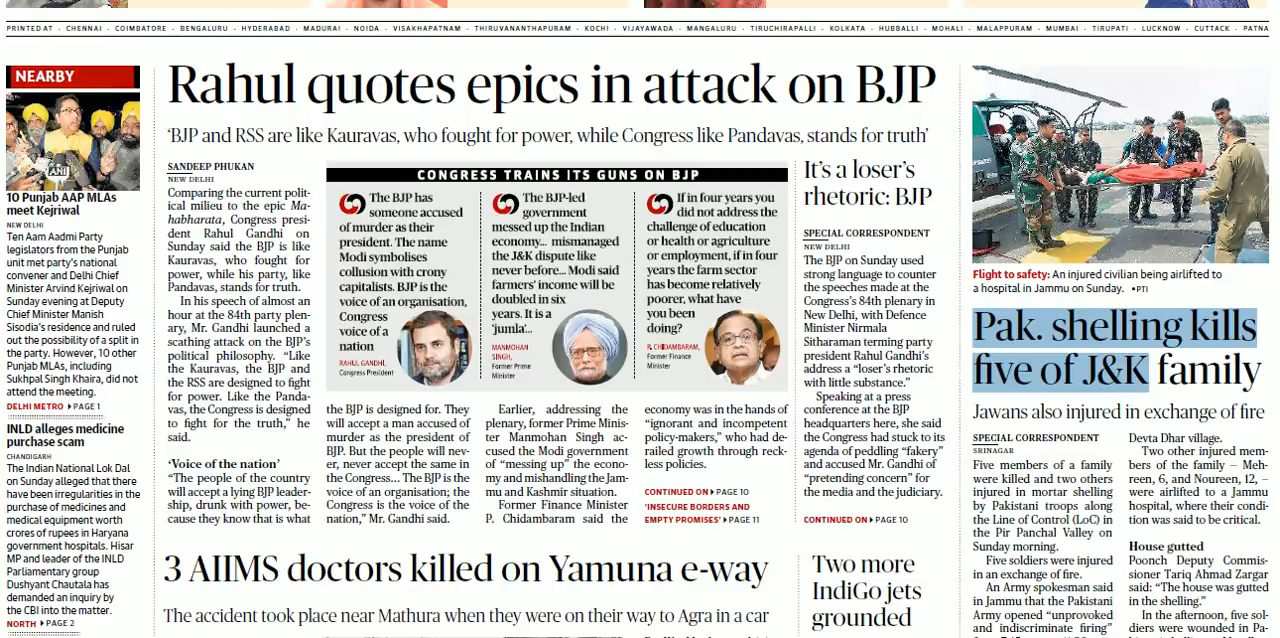 PRINTED AT • CHENNAI • COIMBATORE • BENGALURU • HYDERABAD • MADURAI • NOIDA • VISAKHAPATNAM • THIRUVANANTHAPURAM • KOCHI • VIJAYAWADA • MANGALURU • TIRUCHIRAPALLI • KOLKATA • HUBBALLI • MOHALI • MALAPPURAM • MUMBAI • TIRUPATI • LUCKNOW • CUTTACK • PATNA
NEARBY
ANI
10 Punjab AAP MLAs
meet Kejriwal
NEW DELHI
Ten Aam Aadmi Party
legislators from the Punjab
unit met party's national
convener and Delhi Chief
Minister Arvind Kejriwal on
Sunday evening at Deputy
Chief Minister Manish
Sisodia's residence and ruled
out the possibility of a split in
the party. However, 10 other
Punjab MLAs, including
Sukhpal Singh Khaira, did not
attend the meeting.
DELHI METRO ▶ PAGE 1
INLD alleges medicine
purchase scam
CHANDIGARH
The Indian National Lok Dal
on Sunday alleged that there
have been irregularities in the
purchase of medicines and
medical equipment worth
crores of rupees in Haryana
government hospitals. Hisar
MP and leader of the INLD
Parliamentary group
Dushyant Chautala has
demanded an inquiry by
the CBI into the matter.
NORTH ▶ PAGE 2
Rahul quotes epics in attack on BJP
'BJP and RSS are like Kauravas, who fought for power, while Congress like Pandavas, stands for truth'
SANDEEP PHUKAN
NEW DELHI
Comparing the current polit-
ical milieu to the epic Ma-
habharata, Congress presi-
dent Rahul Gandhi on
Sunday said the BJP is like
Kauravas, who fought for
power, while his party, like
Pandavas, stands for truth.
In his speech of almost an
hour at the 84th party plen-
ary, Mr. Gandhi launched a
scathing attack on the BJP's
political philosophy. "Like
the Kauravas, the BJP and
the RSS are designed to fight
for power. Like the Panda-
vas, the Congress is designed
to fight for the truth," he
said.
'Voice of the nation'
"The people of the country
will accept a lying BJP leader-
ship, drunk with power, be-
cause they know that is what
CONGRESS TRAINS ITS GUNS ON BJP
The BJP has
someone accused
of murder as their
president. The name
Modi symbolises
collusion with crony
capitalists. BJP is the
voice of an organisation,
Congress
voice of a
nation
RAHUL GANDHI,
Congress President
The BJP-led
government
messed up the Indian
economy... mismanaged
the J&K dispute like
never before... Modi said
farmers' income will be
doubled in six
years. It is a
'jumla'...
MANMOHAN
SINGH,
Former Prime
Minister
If in four years you
did not address the
challenge of education
or health or agriculture
or employment, if in four
years the farm sector
has become relatively
poorer, what have
you been
doing?
P. CHIDAMBARAM,
Former Finance
Minister
the BJP is designed for. They
will accept a man accused of
murder as the president of
BJP. But the people will nev-
er, never accept the same in
the Congress... The BJP is the
voice of an organisation; the
Congress is the voice of the
nation," Mr. Gandhi said.
Earlier, addressing the
plenary, former Prime Minis-
ter Manmohan Singh ac-
cused the Modi government
of "messing up" the econo-
my and mishandling the Jam-
mu and Kashmir situation.
Former Finance Minister
P. Chidambaram said the
economy was in the hands of
"ignorant and incompetent
policy-makers," who had de-
railed growth through reck-
less policies.
CONTINUED ON ▶ PAGE 10
'INSECURE BORDERS AND
EMPTY PROMISES' ▶ PAGE 11
It's a loser's
rhetoric: BJP
SPECIAL CORRESPONDENT
NEW DELHI
The BJP on Sunday used
strong language to counter
the speeches made at the
Congress's 84th plenary in
New Delhi, with Defence
Minister Nirmala
Sitharaman terming party
president Rahul Gandhi's
address a "loser's rhetoric
with little substance."
Speaking at a press
conference at the BJP
headquarters here, she said
the Congress had stuck to its
agenda of peddling "fakery"
and accused Mr. Gandhi of
"pretending concern" for
the media and the judiciary.
CONTINUED ON ▶ PAGE 10
Flight to safety: An injured civilian being airlifted to
a hospital in Jammu on Sunday. • PTI
Pak. shelling kills
five of J&K family
Jawans also injured in exchange of fire
SPECIAL CORRESPONDENT
SRINAGAR
Five members of a family
were killed and two others
injured in mortar shelling
by Pakistani troops along
the Line of Control (LoC) in
the Pir Panchal Valley on
Sunday morning.
Five soldiers were injured
in an exchange of fire.
An Army spokesman said
in Jammu that the Pakistani
Army opened "unprovoked
and indiscriminate firing"
Devta Dhar village.
Two other injured mem-
bers of the family – Meh-
reen, 6, and Noureen, 12, –
were airlifted to a Jammu
hospital, where their condi-
tion was said to be critical.
House gutted
Poonch Deputy Commis-
sioner Tariq Ahmad Zargar
said: "The house was gutted
in the shelling."
In the afternoon, five sol-
diers were wounded in Pa-
3 AIIMS doctors killed on Yamuna e-way
The accident took place near Mathura when they were on their way to Agra in a car
Two more
IndiGo jets
grounded